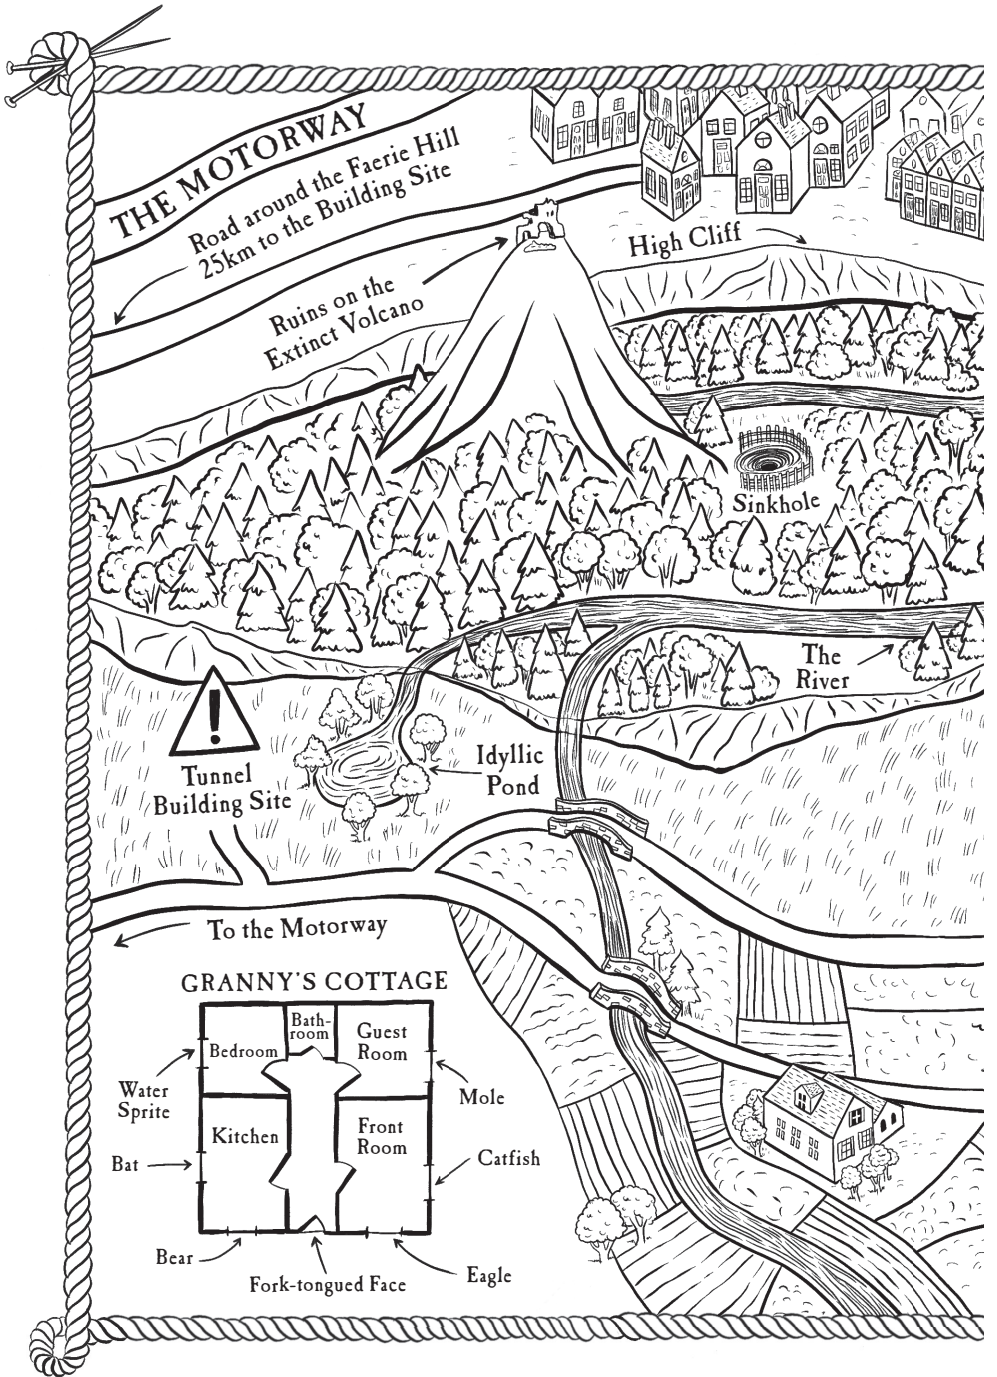 THE MOTORWAY
Road around the Faerie Hill
25km to the Building Site
High Cliff
Ruins on the
Extinct Volcano
Sinkhole
The
River
Idyllic
Pond
!
Tunnel
Building Site
To the Motorway
GRANNY'S COTTAGE
Bath-
room
Bedroom
Guest
Room
Water
Sprite
Mole
Kitchen
Front
Room
Bat
Catfish
Bear
Fork-tongued Face
Eagle